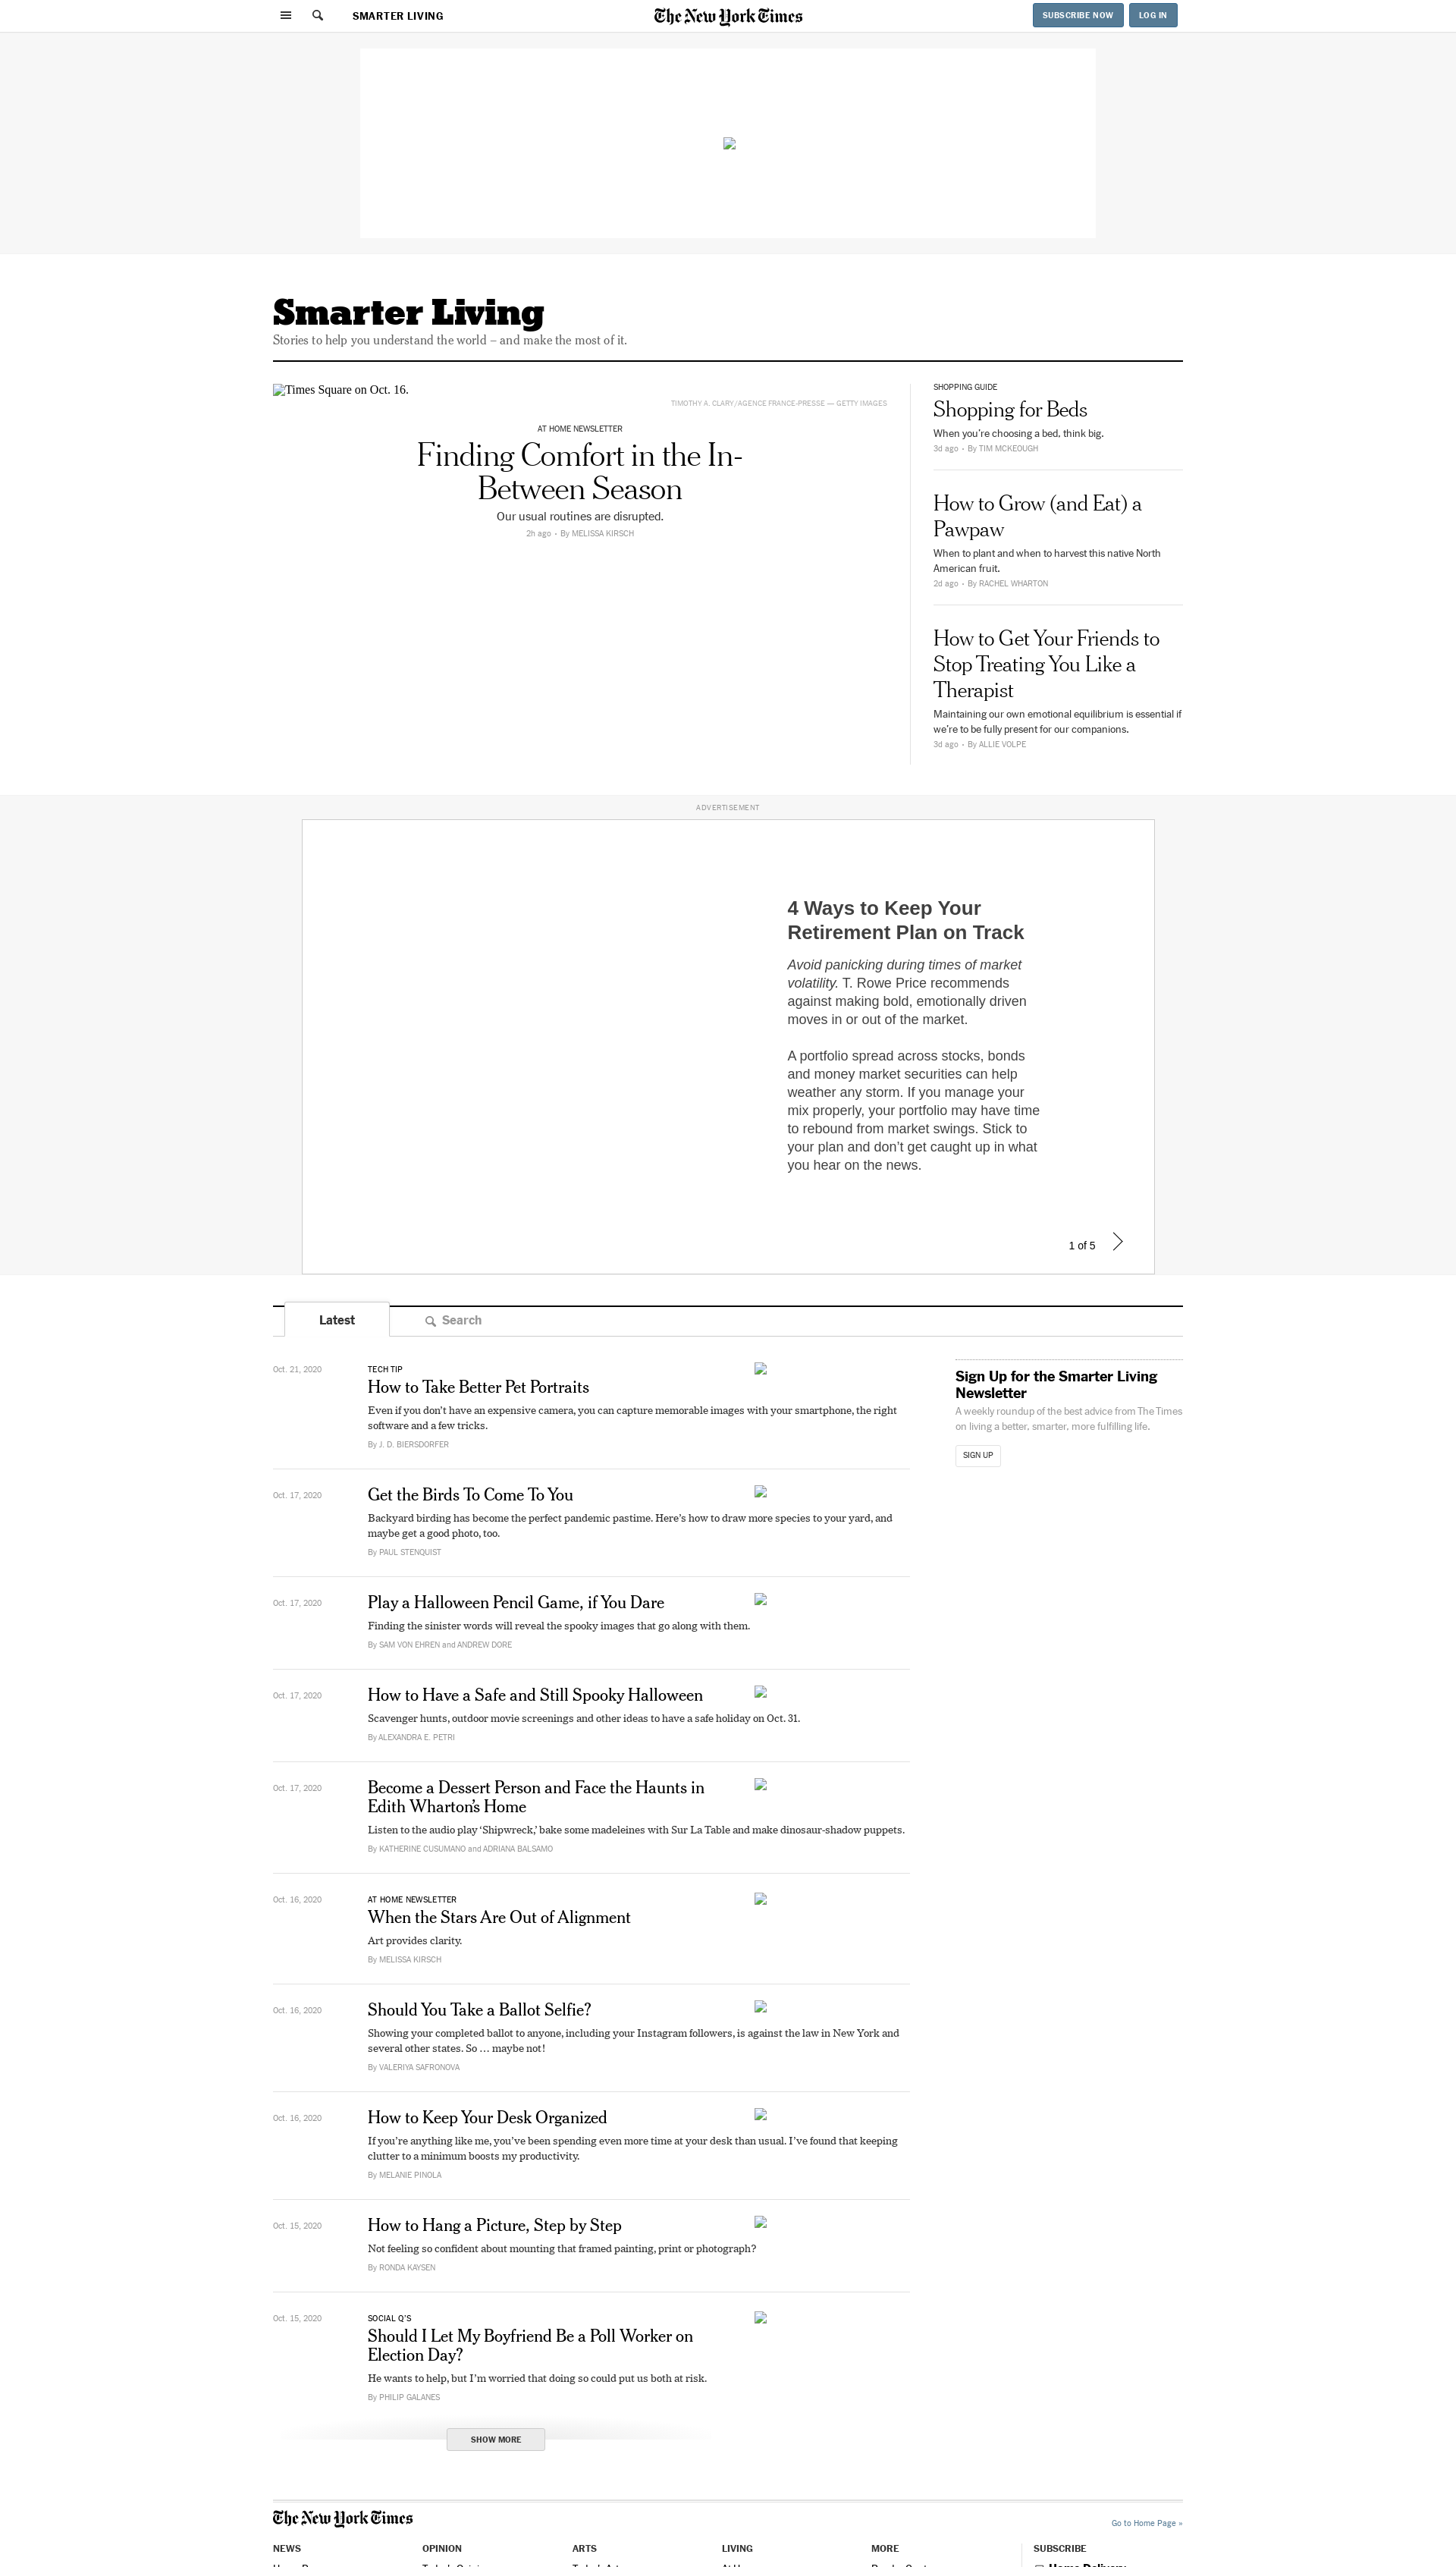 SMARTER LIVING
The New York Times
SUBSCRIBE NOW
LOG IN
Smarter Living
Stories to help you understand the world – and make the most of it.
Times Square on Oct. 16.
TIMOTHY A. CLARY/AGENCE FRANCE-PRESSE — GETTY IMAGES
AT HOME NEWSLETTER
Finding Comfort in the In-
Between Season
Our usual routines are disrupted.
2h ago • By MELISSA KIRSCH
SHOPPING GUIDE
Shopping for Beds
When you’re choosing a bed, think big.
3d ago • By TIM MCKEOUGH
How to Grow (and Eat) a
Pawpaw
When to plant and when to harvest this native North
American fruit.
2d ago • By RACHEL WHARTON
How to Get Your Friends to
Stop Treating You Like a
Therapist
Maintaining our own emotional equilibrium is essential if
we’re to be fully present for our companions.
3d ago • By ALLIE VOLPE
ADVERTISEMENT
4 Ways to Keep Your
Retirement Plan on Track
Avoid panicking during times of market
volatility. T. Rowe Price recommends
against making bold, emotionally driven
moves in or out of the market.
A portfolio spread across stocks, bonds
and money market securities can help
weather any storm. If you manage your
mix properly, your portfolio may have time
to rebound from market swings. Stick to
your plan and don’t get caught up in what
you hear on the news.
1 of 5
Latest
Search
Oct. 21, 2020
TECH TIP
How to Take Better Pet Portraits
Even if you don’t have an expensive camera, you can capture memorable images with your smartphone, the right
software and a few tricks.
By J. D. BIERSDORFER
Oct. 17, 2020
Get the Birds To Come To You
Backyard birding has become the perfect pandemic pastime. Here’s how to draw more species to your yard, and
maybe get a good photo, too.
By PAUL STENQUIST
Oct. 17, 2020
Play a Halloween Pencil Game, if You Dare
Finding the sinister words will reveal the spooky images that go along with them.
By SAM VON EHREN and ANDREW DORE
Oct. 17, 2020
How to Have a Safe and Still Spooky Halloween
Scavenger hunts, outdoor movie screenings and other ideas to have a safe holiday on Oct. 31.
By ALEXANDRA E. PETRI
Oct. 17, 2020
Become a Dessert Person and Face the Haunts in
Edith Wharton’s Home
Listen to the audio play ‘Shipwreck,’ bake some madeleines with Sur La Table and make dinosaur-shadow puppets.
By KATHERINE CUSUMANO and ADRIANA BALSAMO
Oct. 16, 2020
AT HOME NEWSLETTER
When the Stars Are Out of Alignment
Art provides clarity.
By MELISSA KIRSCH
Oct. 16, 2020
Should You Take a Ballot Selfie?
Showing your completed ballot to anyone, including your Instagram followers, is against the law in New York and
several other states. So … maybe not!
By VALERIYA SAFRONOVA
Oct. 16, 2020
How to Keep Your Desk Organized
If you’re anything like me, you’ve been spending even more time at your desk than usual. I’ve found that keeping
clutter to a minimum boosts my productivity.
By MELANIE PINOLA
Oct. 15, 2020
How to Hang a Picture, Step by Step
Not feeling so confident about mounting that framed painting, print or photograph?
By RONDA KAYSEN
Oct. 15, 2020
SOCIAL Q’S
Should I Let My Boyfriend Be a Poll Worker on
Election Day?
He wants to help, but I’m worried that doing so could put us both at risk.
By PHILIP GALANES
SHOW MORE
Sign Up for the Smarter Living
Newsletter
A weekly roundup of the best advice from The Times
on living a better, smarter, more fulfilling life.
SIGN UP
The New York Times
Go to Home Page »
NEWS
OPINION
ARTS
LIVING
MORE
SUBSCRIBE